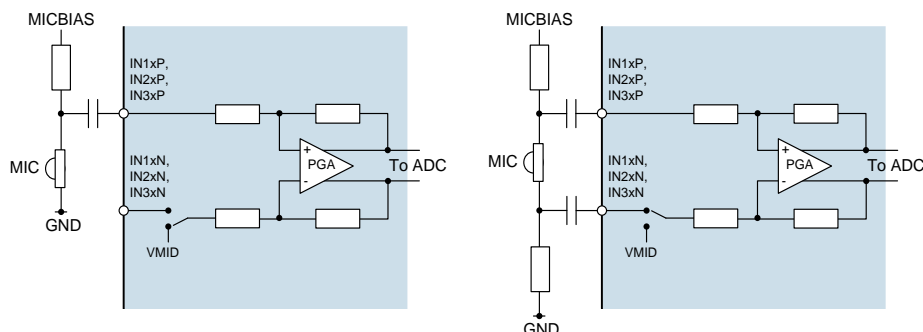 MICBIAS
IN1xP,
IN2xP,
IN3xP
+
PGA
-
To ADC
MIC
IN1xN,
IN2xN,
IN3xN
GND
VMID
MICBIAS
IN1xP,
IN2xP,
IN3xP
+
PGA
-
To ADC
MIC
IN1xN,
IN2xN,
IN3xN
VMID
GND